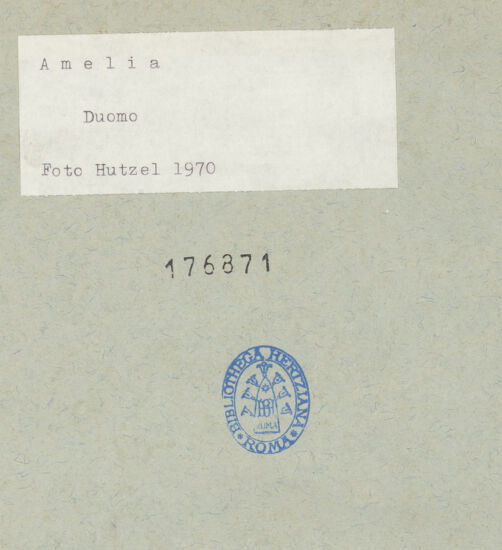 A m e l i a
Duomo
Foto Hutzel 1970
176871
BIBLIOTHECA HERTZIANA
ROMA